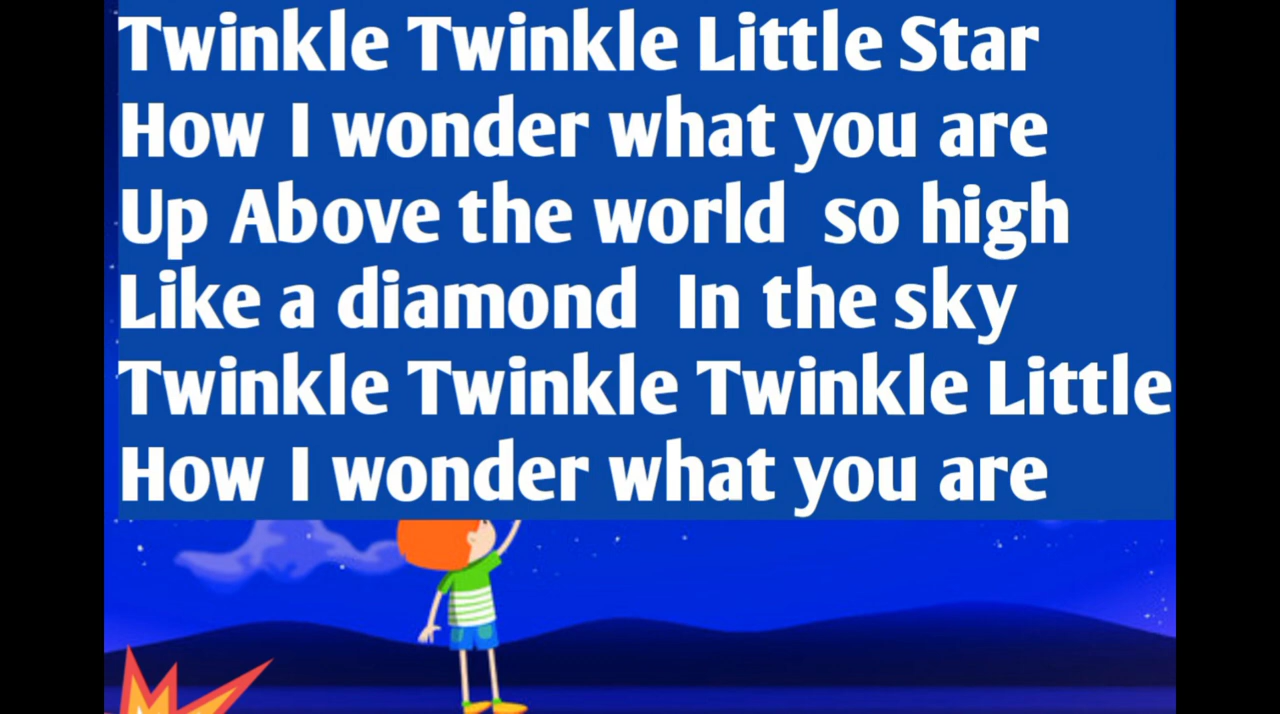 Twinkle Twinkle Little Star
How I wonder what you are
Up Above the world so high
Like a diamond In the sky
Twinkle Twinkle Twinkle Little
How I wonder what you are